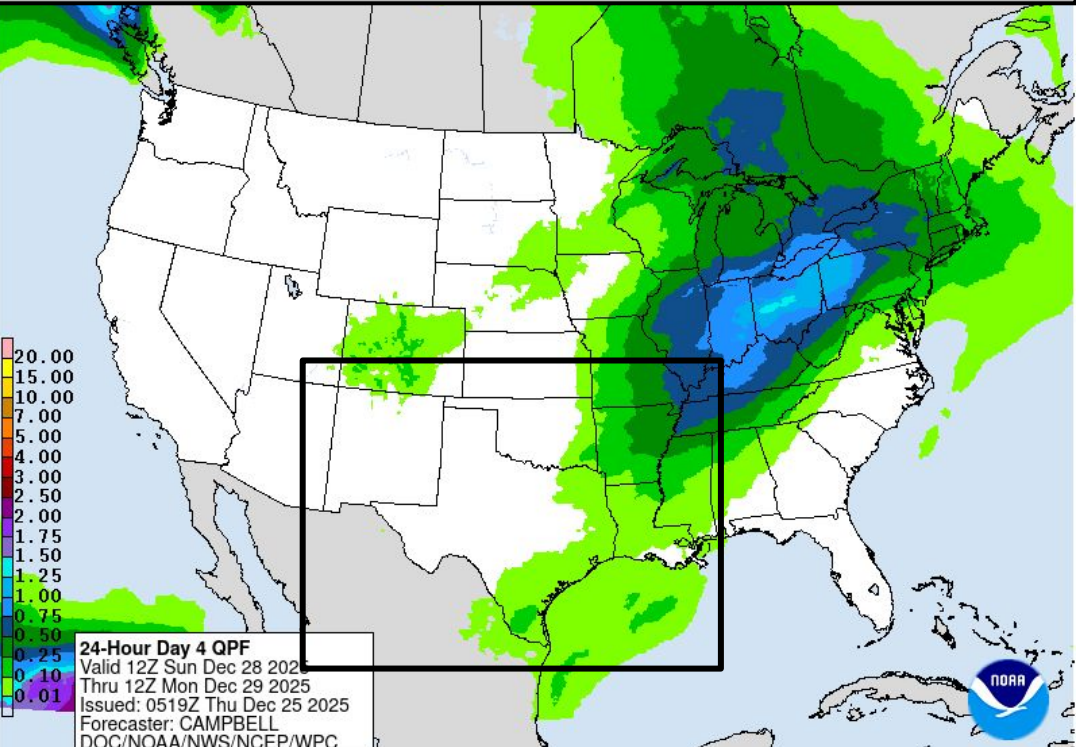 20.00
15.00
10.00
7.00
5.00
4.00
3.00
2.50
2.00
1.75
1.50
1.25
1.00
0.75
0.50
0.25
0.10
0.01
24-Hour Day 4 QPF
Valid 12Z Sun Dec 28 2025
Thru 12Z Mon Dec 29 2025
Issued: 0519Z Thu Dec 25 2025
Forecaster: CAMPBELL
DOC/NOAA/NWS/NCEP/WPC
NOAA